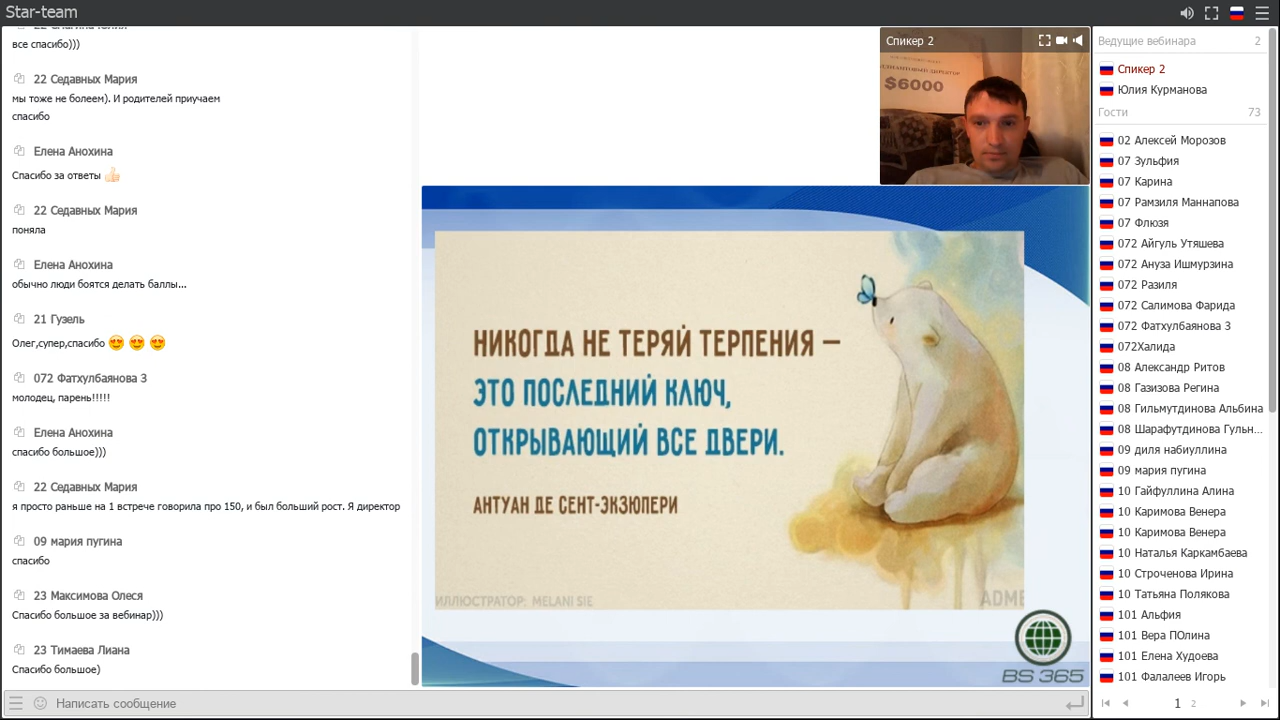 Star-team
все спасибо)))
22 Седавных Мария
мы тоже не болеем). И родителей приучаем
спасибо
Елена Анохина
Спасибо за ответы
22 Седавных Мария
поняла
Елена Анохина
обычно люди боятся делать баллы...
21 Гузель
Олег,супер,спасибо
072 Фатхулбаянова З
молодец, парень!!!!!
Елена Анохина
спасибо большое)))
22 Седавных Мария
я просто раньше на 1 встрече говорила про 150, и был больший рост. Я директор
09 мария пугина
спасибо
23 Максимова Олеся
Спасибо большое за вебинар)))
23 Тимаева Лиана
Спасибо большое)
Написать сообщение
Спикер 2
$6000
НИКОГДА НЕ ТЕРЯЙ ТЕРПЕНИЯ —
ЭТО ПОСЛЕДНИЙ КЛЮЧ,
ОТКРЫВАЮЩИЙ ВСЕ ДВЕРИ.
АНТУАН ДЕ СЕНТ-ЭКЗЮПЕРИ
ИЛЛЮСТРАТОР: MELANI SIE
ADME
BS 365
Ведущие вебинара 2
Спикер 2
Юлия Курманова
Гости 73
02 Алексей Морозов
07 Зульфия
07 Карина
07 Рамзиля Маннапова
07 Флюзя
072 Айгуль Утяшева
072 Ануза Ишмурзина
072 Разиля
072 Салимова Фарида
072 Фатхулбаянова З
072Халида
08 Александр Ритов
08 Газизова Регина
08 Гильмутдинова Альбина
08 Шарафутдинова Гульн...
09 диля набиуллина
09 мария пугина
10 Гайфуллина Алина
10 Каримова Венера
10 Каримова Венера
10 Наталья Каркамбаева
10 Строченова Ирина
10 Татьяна Полякова
101 Альфия
101 Вера ПОлина
101 Елена Худоева
101 Фалалеев Игорь
1 2